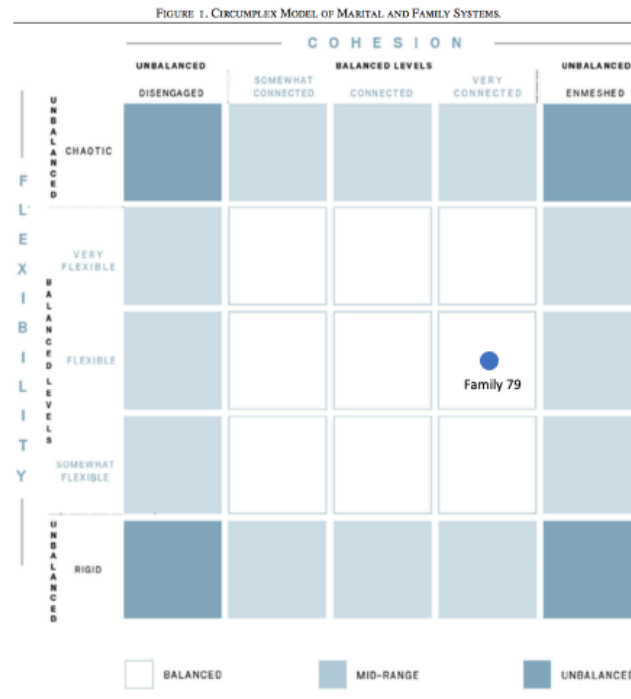 FIGURE 1. CIRCUMPLEX MODEL OF MARITAL AND FAMILY SYSTEMS.
COHESION
UNBALANCED
BALANCED LEVELS
UNBALANCED
DISENGAGED
SOMEWHAT
CONNECTED
CONNECTED
VERY
CONNECTED
ENMESHED
FLEXIBILITY
UNBALANCED
CHAOTIC
BALANCED LEVELS
VERY
FLEXIBLE
FLEXIBLE
Family 79
SOMEWHAT
FLEXIBLE
UNBALANCED
RIGID
BALANCED
MID-RANGE
UNBALANCED